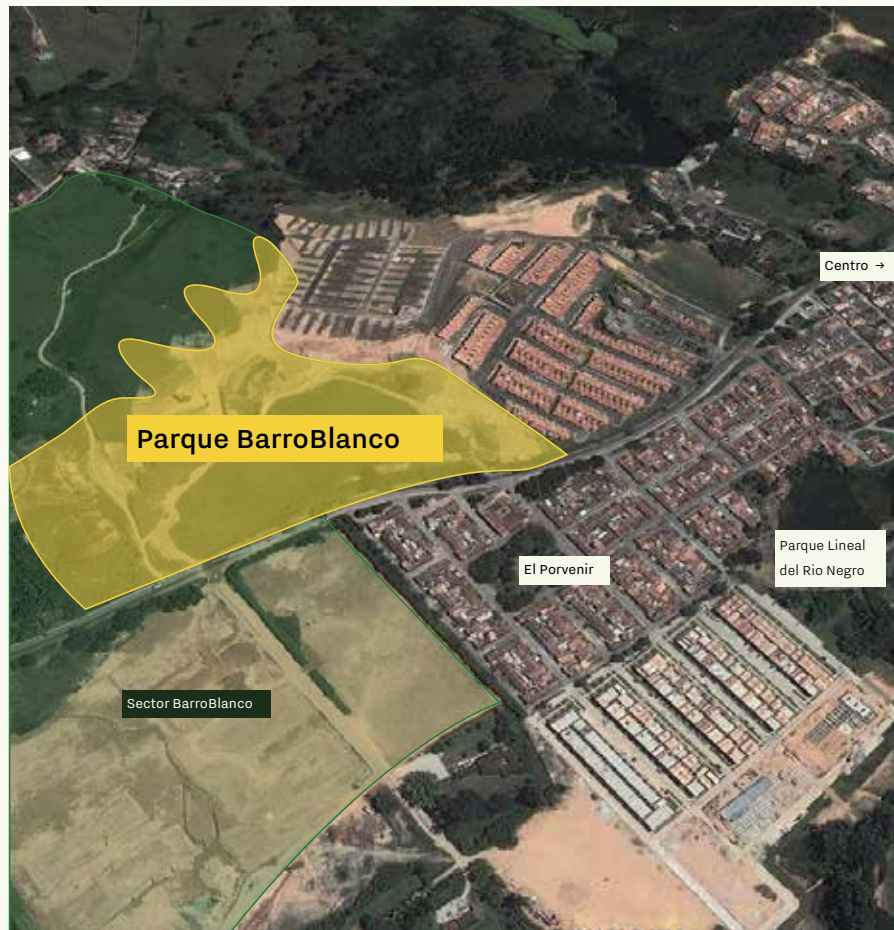 Centro →
Parque BarroBlanco
El Porvenir
Parque Lineal
del Rio Negro
Sector BarroBlanco